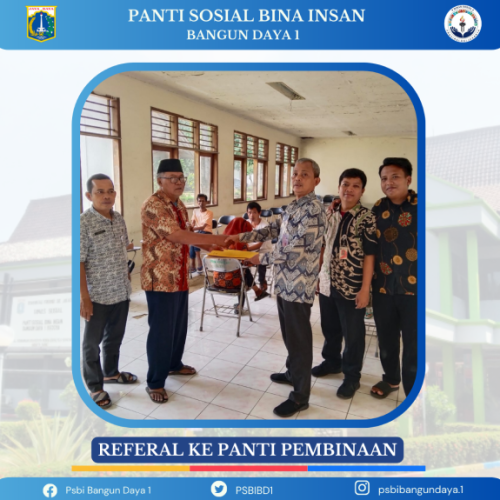 PANTI SOSIAL BINA INSAN
BANGUN DAYA 1
REFERAL KE PANTI PEMBINAAN
Psbi Bangun Daya 1
PSBIBD1
psbibangundaya.1